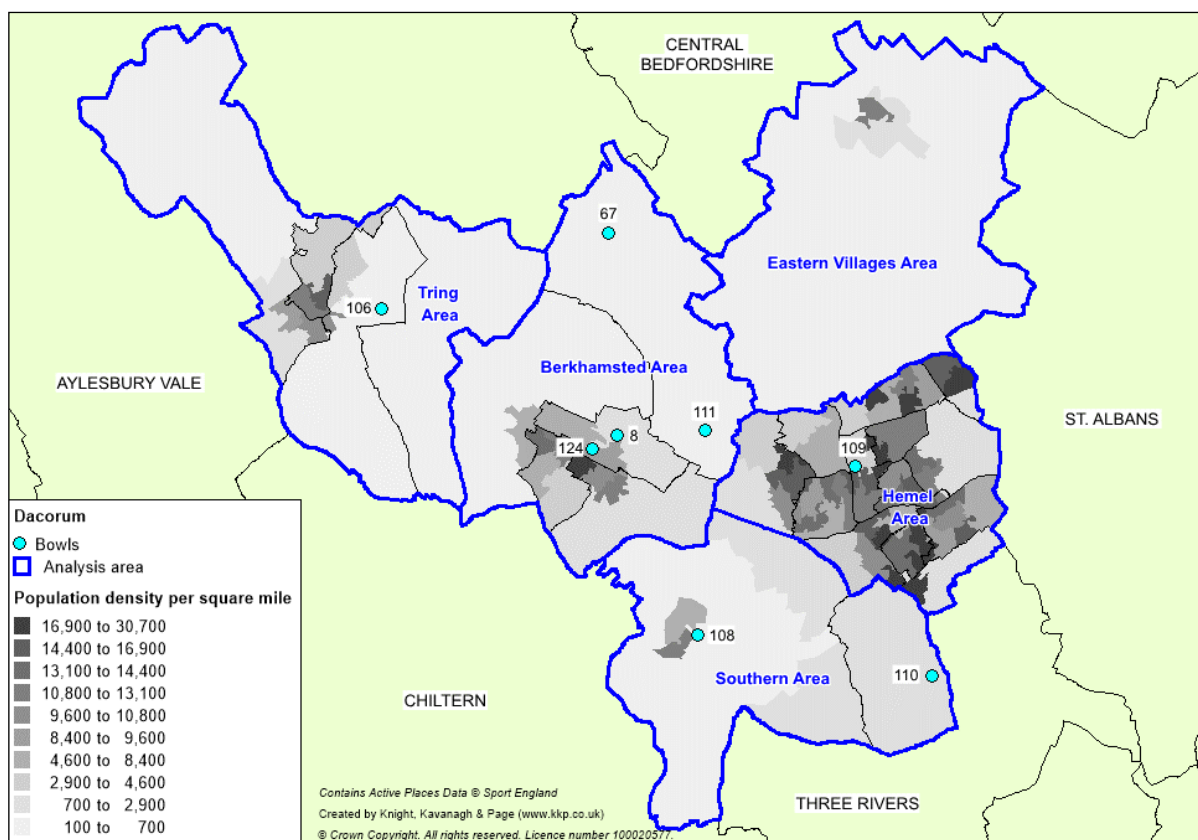 CENTRAL
BEDFORDSHIRE
67
Eastern Villages Area
Tring
Area
106
Berkhamsted Area
AYLESBURY VALE
111
8
124
ST. ALBANS
109
Hemel
Area
108
Southern Area
110
CHILTERN
THREE RIVERS
Dacorum
Bowls
Analysis area
Population density per square mile
16,900 to 30,700
14,400 to 16,900
13,100 to 14,400
10,800 to 13,100
9,600 to 10,800
8,400 to 9,600
4,600 to 8,400
2,900 to 4,600
700 to 2,900
100 to 700
Contains Active Places Data © Sport England
Created by Knight, Kavanagh & Page (www.kkp.co.uk)
© Crown Copyright. All rights reserved. Licence number 100020577.